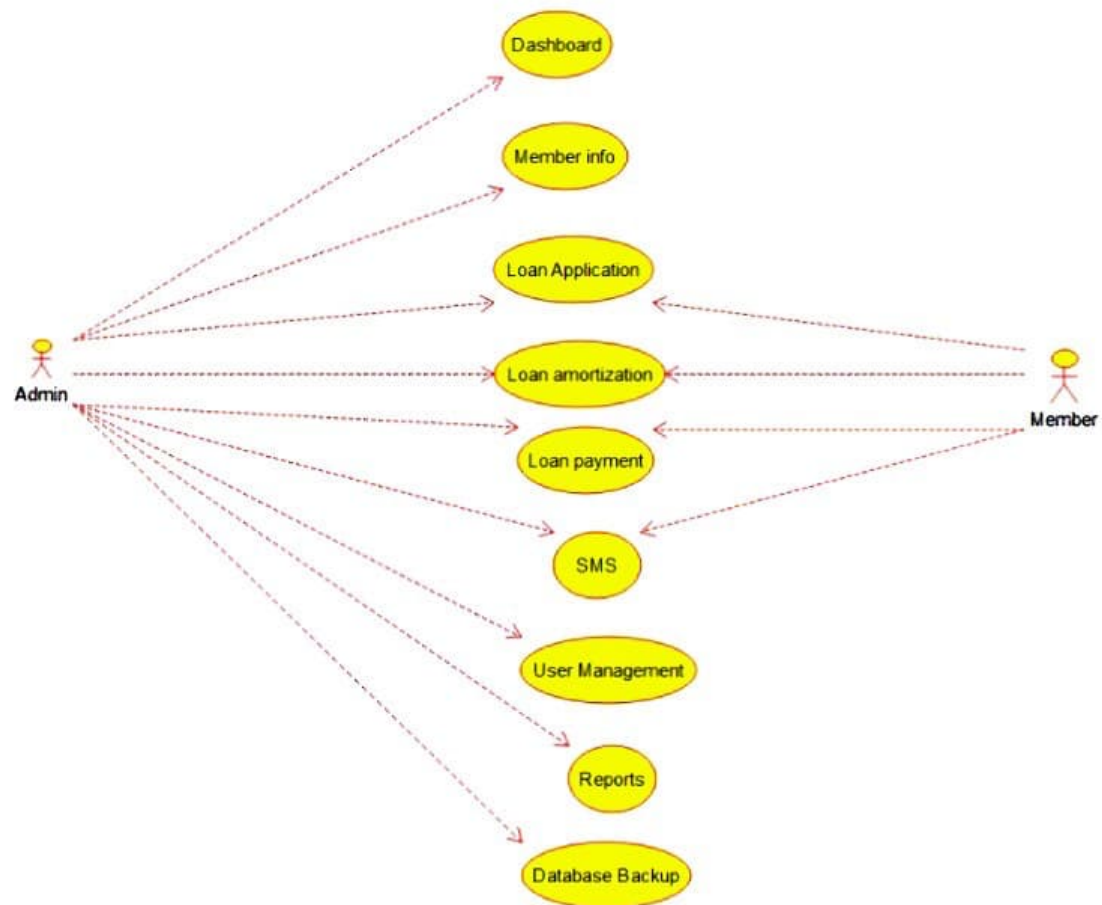 Dashboard
Member info
Loan Application
Admin
Loan amortization
Member
Loan payment
SMS
User Management
Reports
Database Backup